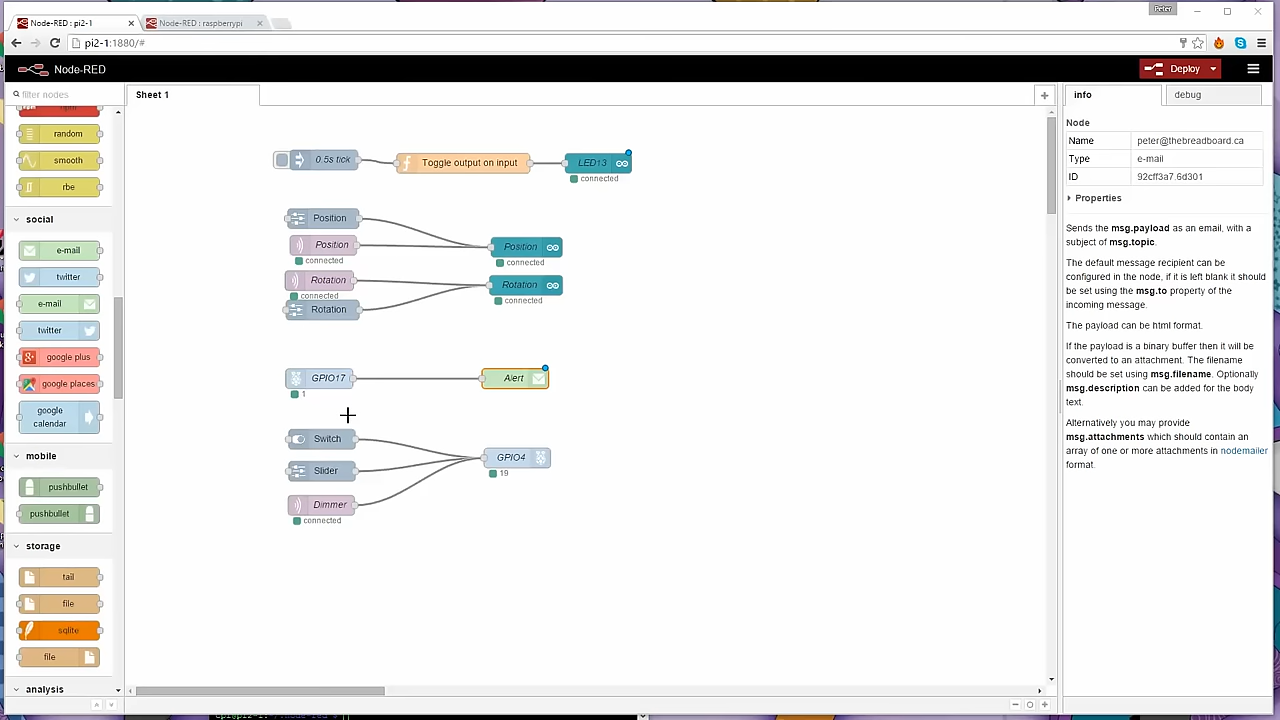 Peter
Node-RED : pi2-1
Node-RED : raspberrypi
pi2-1:1880/#
Node-RED
Deploy
filter nodes
Sheet 1
info
debug
random
smooth
rbe
social
e-mail
twitter
e-mail
twitter
google plus
google places
google
calendar
mobile
pushbullet
pushbullet
storage
tail
file
sqlite
file
analysis
0.5s tick
Toggle output on input
LED13
connected
Position
Position
connected
Position
connected
Rotation
connected
Rotation
connected
Rotation
GPIO17
1
Alert
Switch
Slider
Dimmer
connected
GPIO4
19
Node
Name peter@thebreadboard.ca
Type e-mail
ID 92cff3a7.6d301
Properties
Sends the msg.payload as an email, with a
subject of msg.topic.
The default message recipient can be
configured in the node, if it is left blank it should
be set using the msg.to property of the
incoming message.
The payload can be html format.
If the payload is a binary buffer then it will be
converted to an attachment. The filename
should be set using msg.filename. Optionally
msg.description can be added for the body
text.
Alternatively you may provide
msg.attachments which should contain an
array of one or more attachments in nodemailer
format.